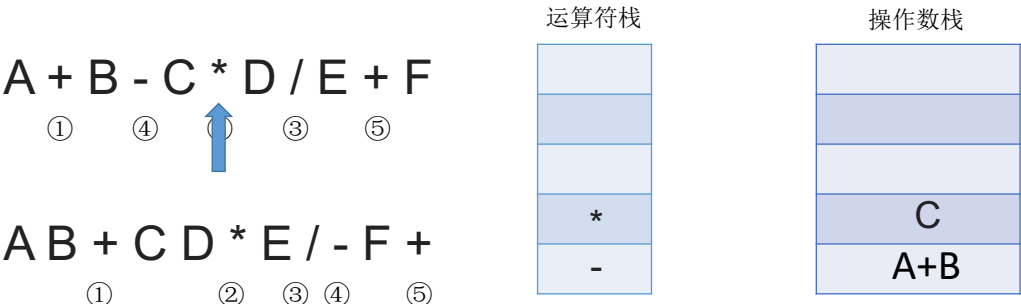 运算符栈 操作数栈
A + B - C * D / E + F
① ④ ③ ⑤
* C
- A+B
A B + C D * E / - F +
① ② ③ ④ ⑤